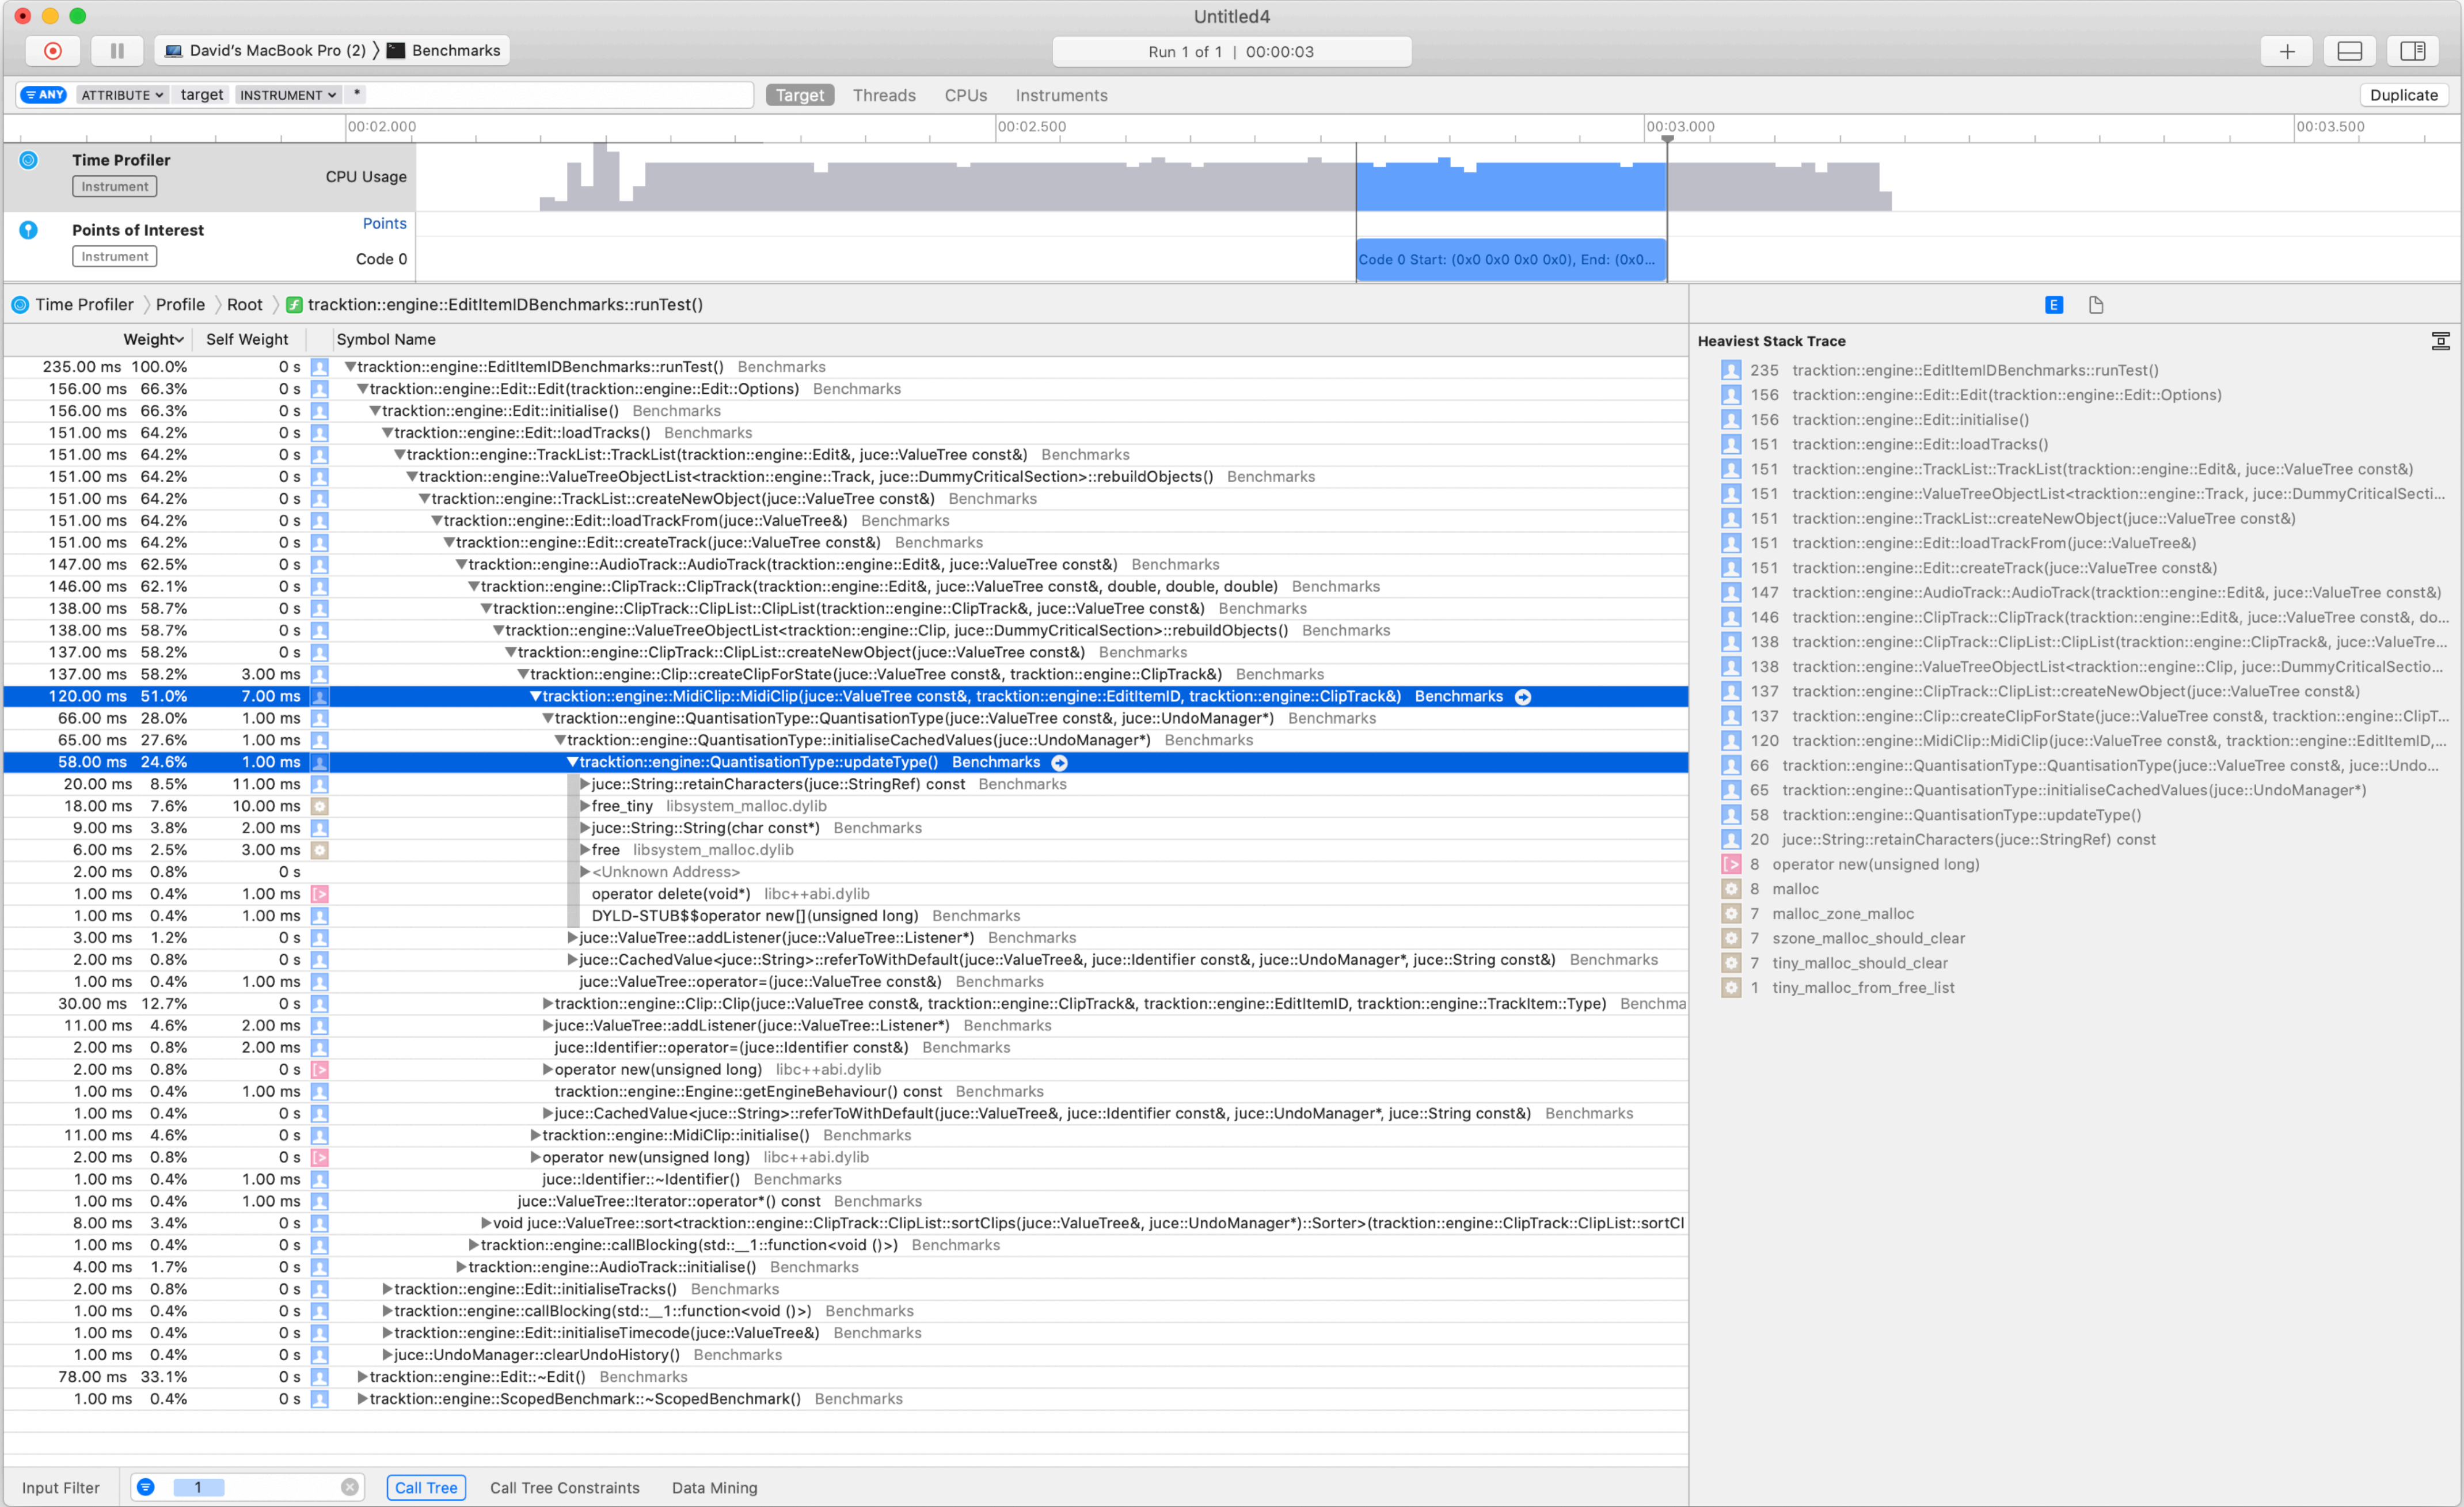 Untitled4
David's MacBook Pro (2) 〉 Benchmarks
Run 1 of 1 | 00:00:03
ANY ATTRIBUTE target INSTRUMENT *
Target Threads CPUs Instruments
Duplicate
00:02.000 00:02.500 00:03.000 00:03.500
Time Profiler
Instrument
CPU Usage
Points of Interest
Instrument
Points
Code 0
Code 0 Start: (0x0 0x0 0x0 0x0), End: (0x0...
Time Profiler 〉 Profile 〉 Root 〉 tracktion::engine::EditItemIDBenchmarks::runTest()
Weight Self Weight Symbol Name
235.00 ms 100.0% 0 s tracktion::engine::EditItemIDBenchmarks::runTest() Benchmarks
156.00 ms 66.3% 0 s tracktion::engine::Edit::Edit(tracktion::engine::Edit::Options) Benchmarks
156.00 ms 66.3% 0 s tracktion::engine::Edit::initialise() Benchmarks
151.00 ms 64.2% 0 s tracktion::engine::Edit::loadTracks() Benchmarks
151.00 ms 64.2% 0 s tracktion::engine::TrackList::TrackList(tracktion::engine::Edit&, juce::ValueTree const&) Benchmarks
151.00 ms 64.2% 0 s tracktion::engine::ValueTreeObjectList<tracktion::engine::Track, juce::DummyCriticalSection>::rebuildObjects() Benchmarks
151.00 ms 64.2% 0 s tracktion::engine::TrackList::createNewObject(juce::ValueTree const&) Benchmarks
151.00 ms 64.2% 0 s tracktion::engine::Edit::loadTrackFrom(juce::ValueTree&) Benchmarks
151.00 ms 64.2% 0 s tracktion::engine::Edit::createTrack(juce::ValueTree const&) Benchmarks
147.00 ms 62.5% 0 s tracktion::engine::AudioTrack::AudioTrack(tracktion::engine::Edit&, juce::ValueTree const&) Benchmarks
146.00 ms 62.1% 0 s tracktion::engine::ClipTrack::ClipTrack(tracktion::engine::Edit&, juce::ValueTree const&, double, double, double) Benchmarks
138.00 ms 58.7% 0 s tracktion::engine::ClipTrack::ClipList::ClipList(tracktion::engine::ClipTrack&, juce::ValueTree const&) Benchmarks
138.00 ms 58.7% 0 s tracktion::engine::ValueTreeObjectList<tracktion::engine::Clip, juce::DummyCriticalSection>::rebuildObjects() Benchmarks
137.00 ms 58.2% 0 s tracktion::engine::ClipTrack::ClipList::createNewObject(juce::ValueTree const&) Benchmarks
137.00 ms 58.2% 3.00 ms tracktion::engine::Clip::createClipForState(juce::ValueTree const&, tracktion::engine::ClipTrack&) Benchmarks
120.00 ms 51.0% 7.00 ms tracktion::engine::MidiClip::MidiClip(juce::ValueTree const&, tracktion::engine::EditItemID, tracktion::engine::ClipTrack&) Benchmarks
66.00 ms 28.0% 1.00 ms tracktion::engine::QuantisationType::QuantisationType(juce::ValueTree const&, juce::UndoManager*) Benchmarks
65.00 ms 27.6% 1.00 ms tracktion::engine::QuantisationType::initialiseCachedValues(juce::UndoManager*) Benchmarks
58.00 ms 24.6% 1.00 ms tracktion::engine::QuantisationType::updateType() Benchmarks
20.00 ms 8.5% 11.00 ms juce::String::retainCharacters(juce::StringRef) const Benchmarks
18.00 ms 7.6% 10.00 ms free_tiny libsystem_malloc.dylib
9.00 ms 3.8% 2.00 ms juce::String::String(char const*) Benchmarks
6.00 ms 2.5% 3.00 ms free libsystem_malloc.dylib
2.00 ms 0.8% 0 s <Unknown Address>
1.00 ms 0.4% 1.00 ms operator delete(void*) libc++abi.dylib
1.00 ms 0.4% 1.00 ms DYLD-STUB$$operator new[](unsigned long) Benchmarks
3.00 ms 1.2% 0 s juce::ValueTree::addListener(juce::ValueTree::Listener*) Benchmarks
2.00 ms 0.8% 0 s juce::CachedValue<juce::String>::referToWithDefault(juce::ValueTree&, juce::Identifier const&, juce::UndoManager*, juce::String const&) Benchmarks
1.00 ms 0.4% 1.00 ms juce::ValueTree::operator=(juce::ValueTree const&) Benchmarks
30.00 ms 12.7% 0 s tracktion::engine::Clip::Clip(juce::ValueTree const&, tracktion::engine::ClipTrack&, tracktion::engine::EditItemID, tracktion::engine::TrackItem::Type) Benchma
11.00 ms 4.6% 2.00 ms juce::ValueTree::addListener(juce::ValueTree::Listener*) Benchmarks
2.00 ms 0.8% 2.00 ms juce::Identifier::operator=(juce::Identifier const&) Benchmarks
2.00 ms 0.8% 0 s operator new(unsigned long) libc++abi.dylib
1.00 ms 0.4% 1.00 ms tracktion::engine::Engine::getEngineBehaviour() const Benchmarks
1.00 ms 0.4% 0 s juce::CachedValue<juce::String>::referToWithDefault(juce::ValueTree&, juce::Identifier const&, juce::UndoManager*, juce::String const&) Benchmarks
11.00 ms 4.6% 0 s tracktion::engine::MidiClip::initialise() Benchmarks
2.00 ms 0.8% 0 s operator new(unsigned long) libc++abi.dylib
1.00 ms 0.4% 1.00 ms juce::Identifier::~Identifier() Benchmarks
1.00 ms 0.4% 1.00 ms juce::ValueTree::Iterator::operator*() const Benchmarks
8.00 ms 3.4% 0 s void juce::ValueTree::sort<tracktion::engine::ClipTrack::ClipList::sortClips(juce::ValueTree&, juce::UndoManager*)::Sorter>(tracktion::engine::ClipTrack::ClipList::sortCl
1.00 ms 0.4% 0 s tracktion::engine::callBlocking(std::__1::function<void ()>) Benchmarks
4.00 ms 1.7% 0 s tracktion::engine::AudioTrack::initialise() Benchmarks
2.00 ms 0.8% 0 s tracktion::engine::Edit::initialiseTracks() Benchmarks
1.00 ms 0.4% 0 s tracktion::engine::callBlocking(std::__1::function<void ()>) Benchmarks
1.00 ms 0.4% 0 s tracktion::engine::Edit::initialiseTimecode(juce::ValueTree&) Benchmarks
1.00 ms 0.4% 0 s juce::UndoManager::clearUndoHistory() Benchmarks
78.00 ms 33.1% 0 s tracktion::engine::Edit::~Edit() Benchmarks
1.00 ms 0.4% 0 s tracktion::engine::ScopedBenchmark::~ScopedBenchmark() Benchmarks
E
Heaviest Stack Trace
235 tracktion::engine::EditItemIDBenchmarks::runTest()
156 tracktion::engine::Edit::Edit(tracktion::engine::Edit::Options)
156 tracktion::engine::Edit::initialise()
151 tracktion::engine::Edit::loadTracks()
151 tracktion::engine::TrackList::TrackList(tracktion::engine::Edit&, juce::ValueTree const&)
151 tracktion::engine::ValueTreeObjectList<tracktion::engine::Track, juce::DummyCriticalSecti...
151 tracktion::engine::TrackList::createNewObject(juce::ValueTree const&)
151 tracktion::engine::Edit::loadTrackFrom(juce::ValueTree&)
151 tracktion::engine::Edit::createTrack(juce::ValueTree const&)
147 tracktion::engine::AudioTrack::AudioTrack(tracktion::engine::Edit&, juce::ValueTree const&)
146 tracktion::engine::ClipTrack::ClipTrack(tracktion::engine::Edit&, juce::ValueTree const&, do...
138 tracktion::engine::ClipTrack::ClipList::ClipList(tracktion::engine::ClipTrack&, juce::ValueTre...
138 tracktion::engine::ValueTreeObjectList<tracktion::engine::Clip, juce::DummyCriticalSectio...
137 tracktion::engine::ClipTrack::ClipList::createNewObject(juce::ValueTree const&)
137 tracktion::engine::Clip::createClipForState(juce::ValueTree const&, tracktion::engine::ClipT...
120 tracktion::engine::MidiClip::MidiClip(juce::ValueTree const&, tracktion::engine::EditItemID,...
66 tracktion::engine::QuantisationType::QuantisationType(juce::ValueTree const&, juce::Undo...
65 tracktion::engine::QuantisationType::initialiseCachedValues(juce::UndoManager*)
58 tracktion::engine::QuantisationType::updateType()
20 juce::String::retainCharacters(juce::StringRef) const
8 operator new(unsigned long)
8 malloc
7 malloc_zone_malloc
7 szone_malloc_should_clear
7 tiny_malloc_should_clear
1 tiny_malloc_from_free_list
Input Filter 1 Call Tree Call Tree Constraints Data Mining